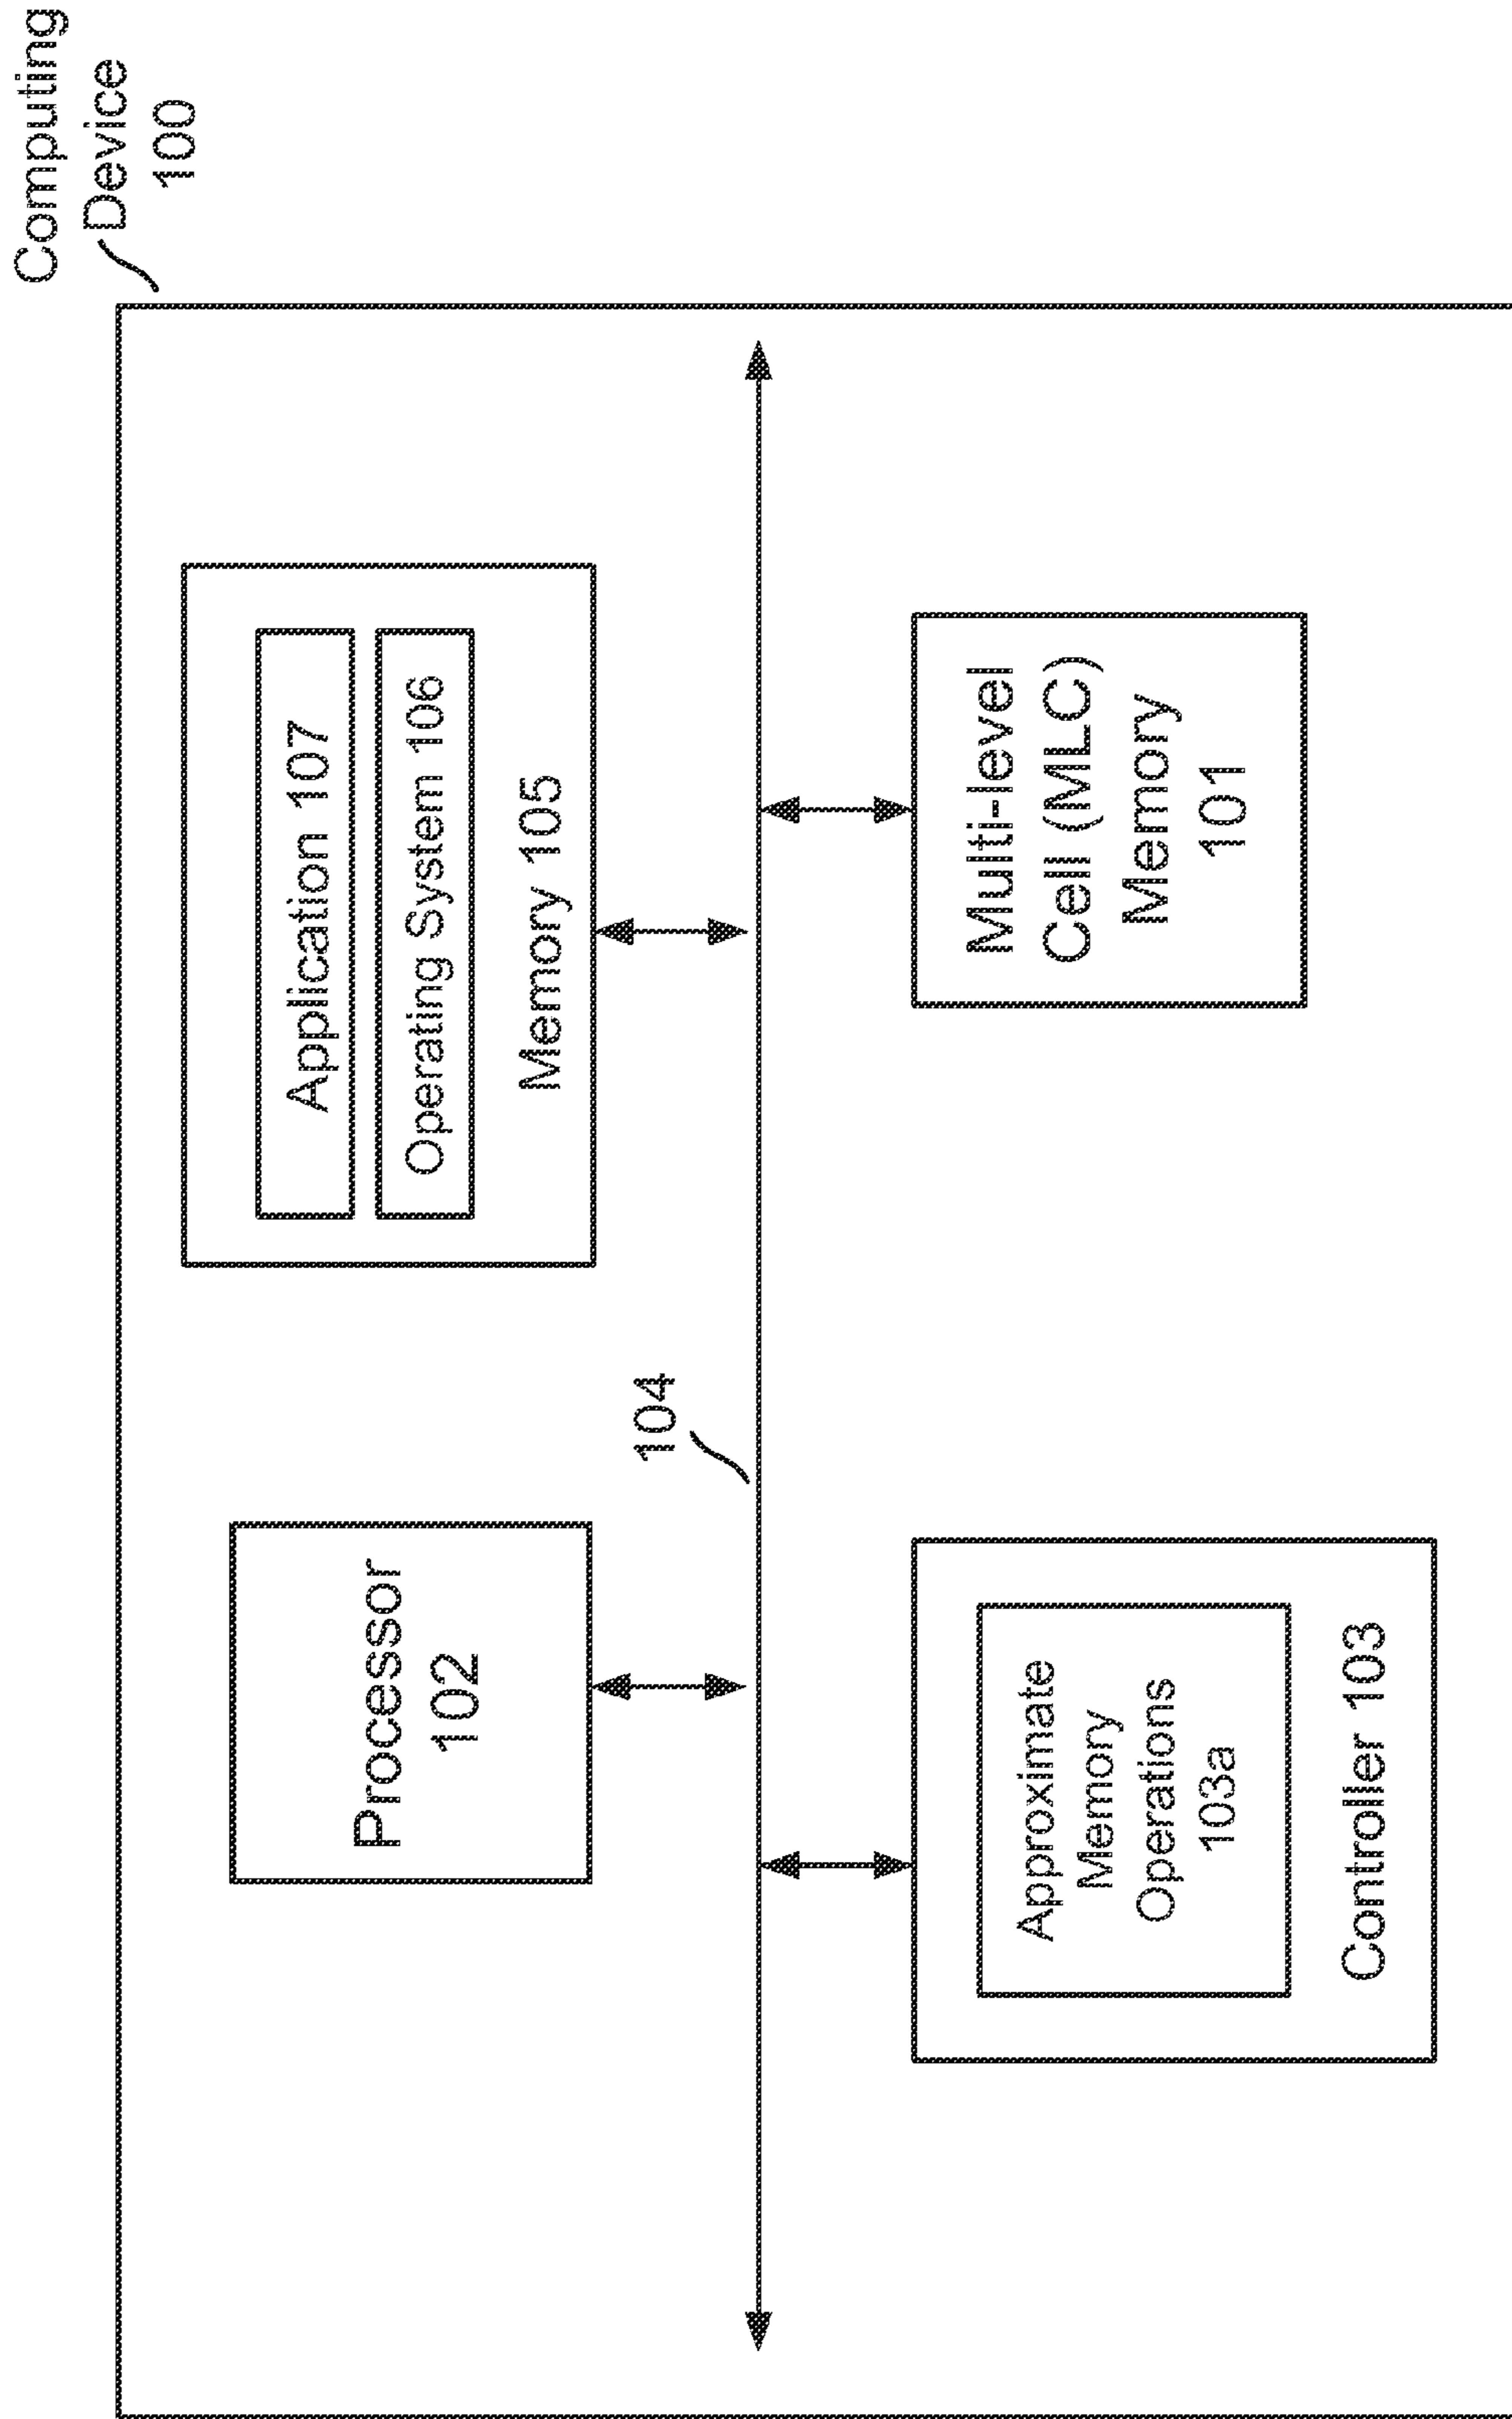 Computing
Device
100
Processor
102
Application 107
Operating System 106
Memory 105
104
Approximate
Memory
Operations
103a
Controller 103
Multi-level
Cell (MLC)
Memory
101